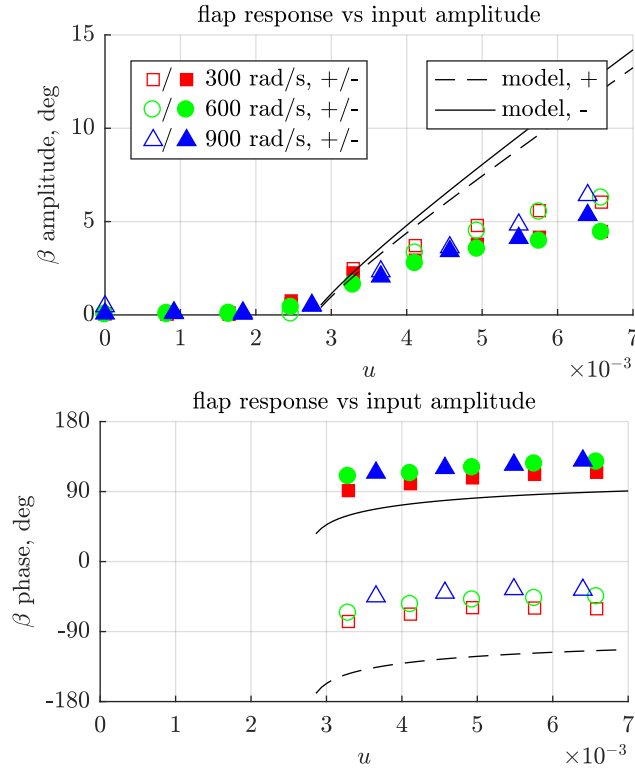 flap response vs input amplitude
15
10
5
0
β amplitude, deg
/ 300 rad/s, +/-
/ 600 rad/s, +/-
/ 900 rad/s, +/-
model, +
model, -
0 1 2 3 4 5 6 7
u
×10⁻³
flap response vs input amplitude
180
90
0
-90
-180
β phase, deg
0 1 2 3 4 5 6 7
u
×10⁻³